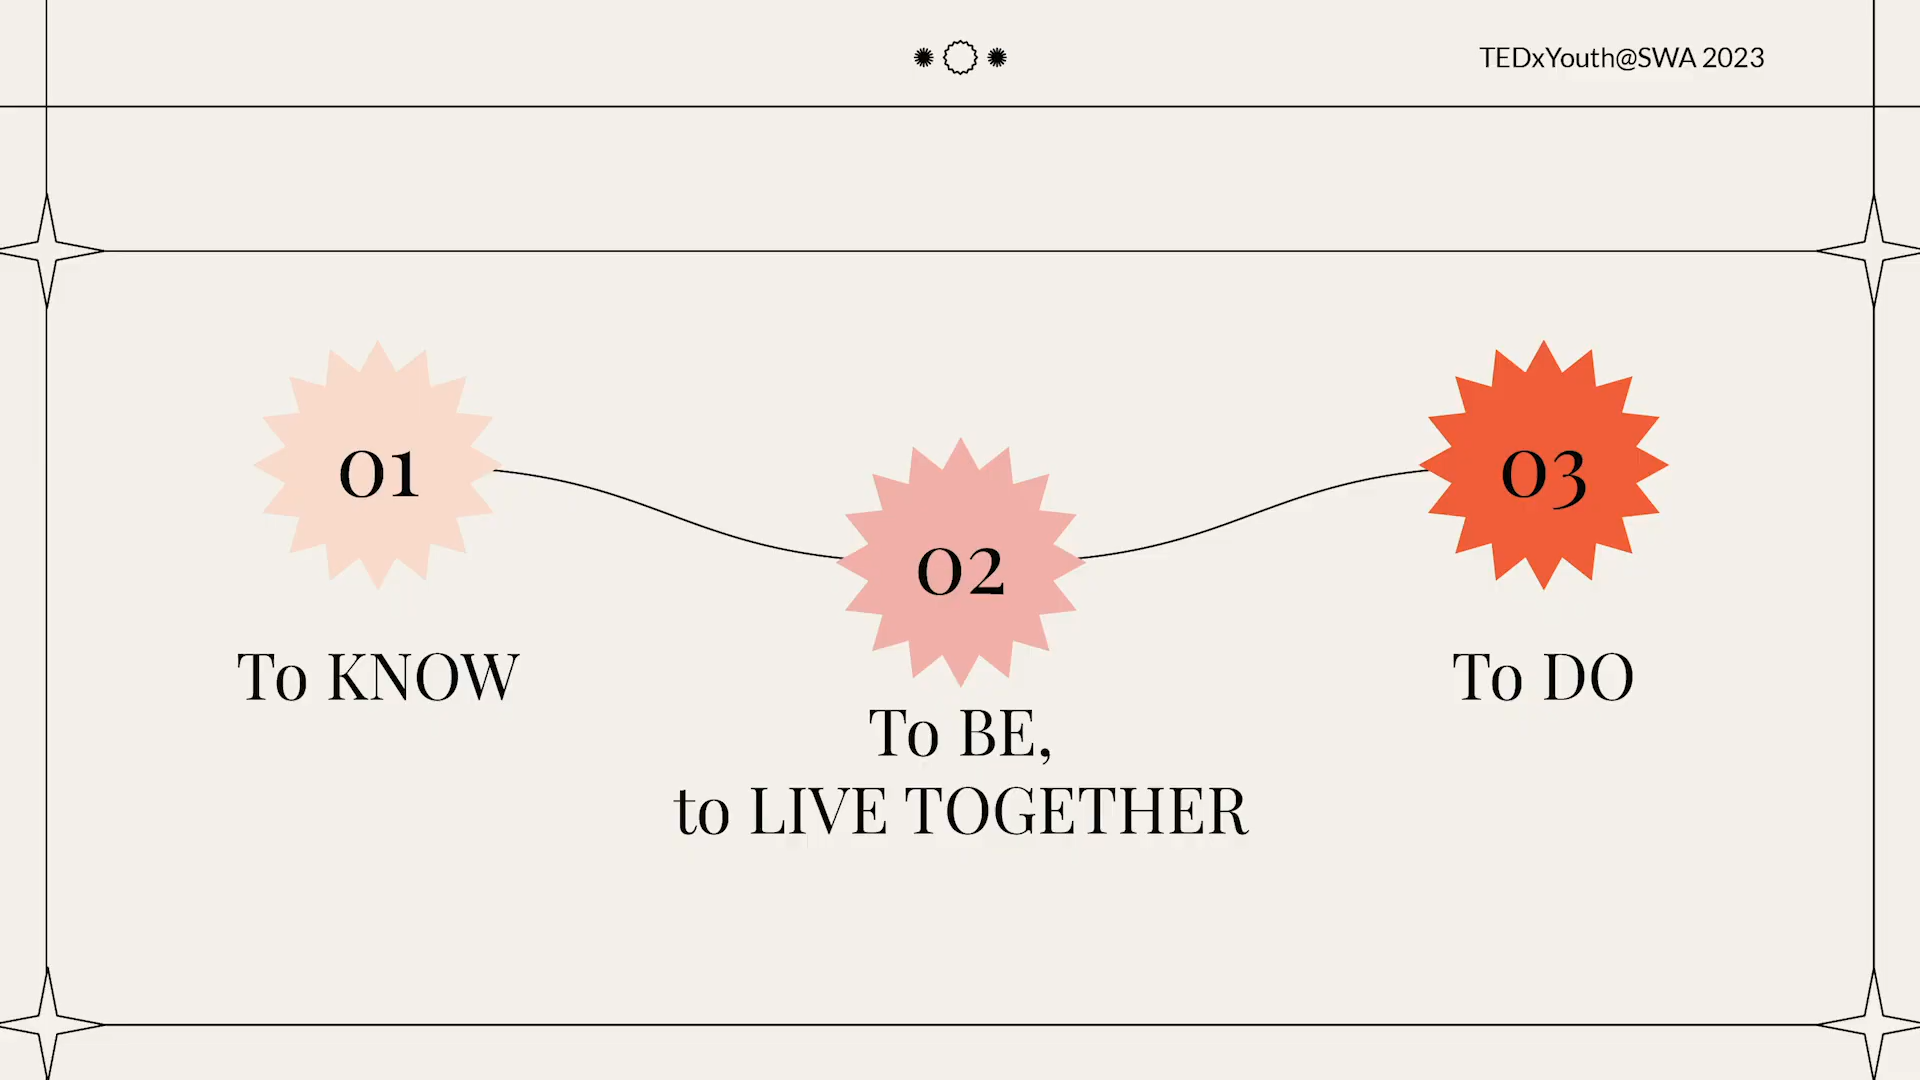 TEDxYouth@SWA 2023
01
02
03
To KNOW
To BE,
to LIVE TOGETHER
To DO